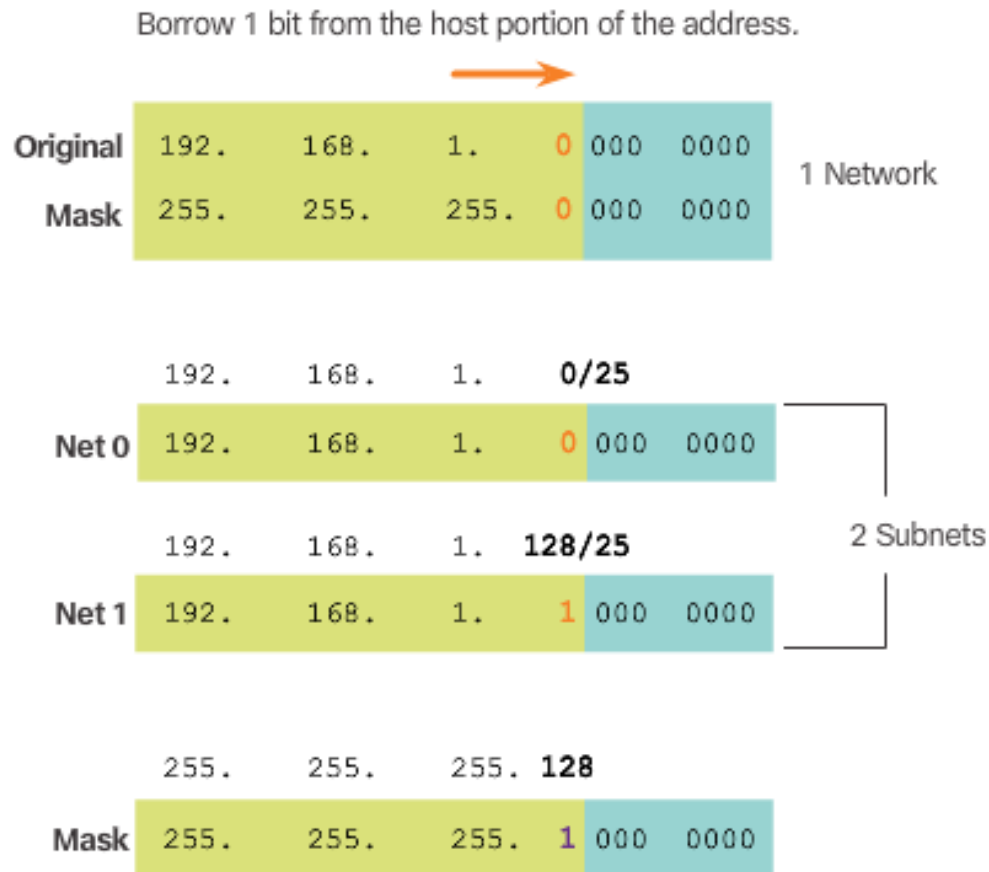 Borrow 1 bit from the host portion of the address.
Original 192. 168. 1. 0 000 0000
1 Network
Mask 255. 255. 255. 0 000 0000
192. 168. 1. 0/25
Net 0 192. 168. 1. 0 000 0000
192. 168. 1. 128/25
2 Subnets
Net 1 192. 168. 1. 1 000 0000
255. 255. 255. 128
Mask 255. 255. 255. 1 000 0000